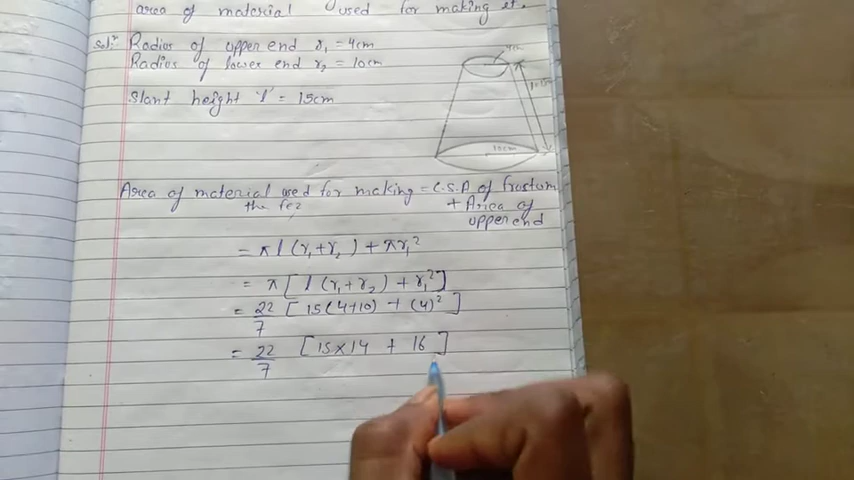 area of material used for making it.
Sol:n Radius of upper end r₁ = 4cm
Radius of lower end r₂ = 10cm
Slant height 'l' = 15cm
4cm
10cm
Area of material used for making = C.S.A of frustum
the fez + Area of
upper end
= π l (r₁+r₂) + πr₁²
= π [ l (r₁+r₂) + r₁² ]
= 22/7 [ 15(4+10) + (4)² ]
= 22/7 [15×14 + 16]